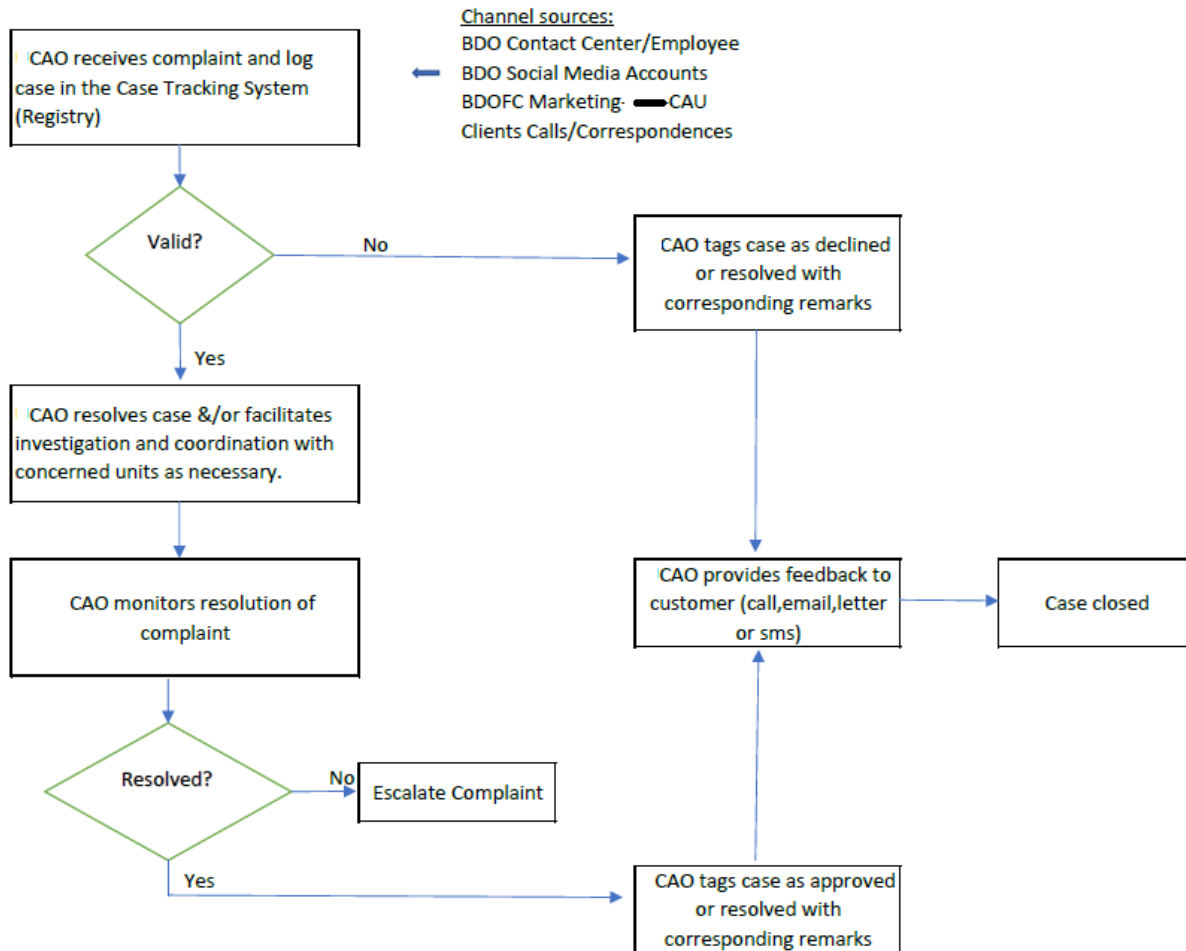 Channel sources:
BDO Contact Center/Employee
BDO Social Media Accounts
BDOFC Marketing- CAU
Clients Calls/Correspondences
CAO receives complaint and log
case in the Case Tracking System
(Registry)
Valid?
No
CAO tags case as declined
or resolved with
corresponding remarks
Yes
CAO resolves case &/or facilitates
investigation and coordination with
concerned units as necessary.
CAO monitors resolution of
complaint
CAO provides feedback to
customer (call,email,letter
or sms)
Case closed
Resolved?
No
Escalate Complaint
Yes
CAO tags case as approved
or resolved with
corresponding remarks